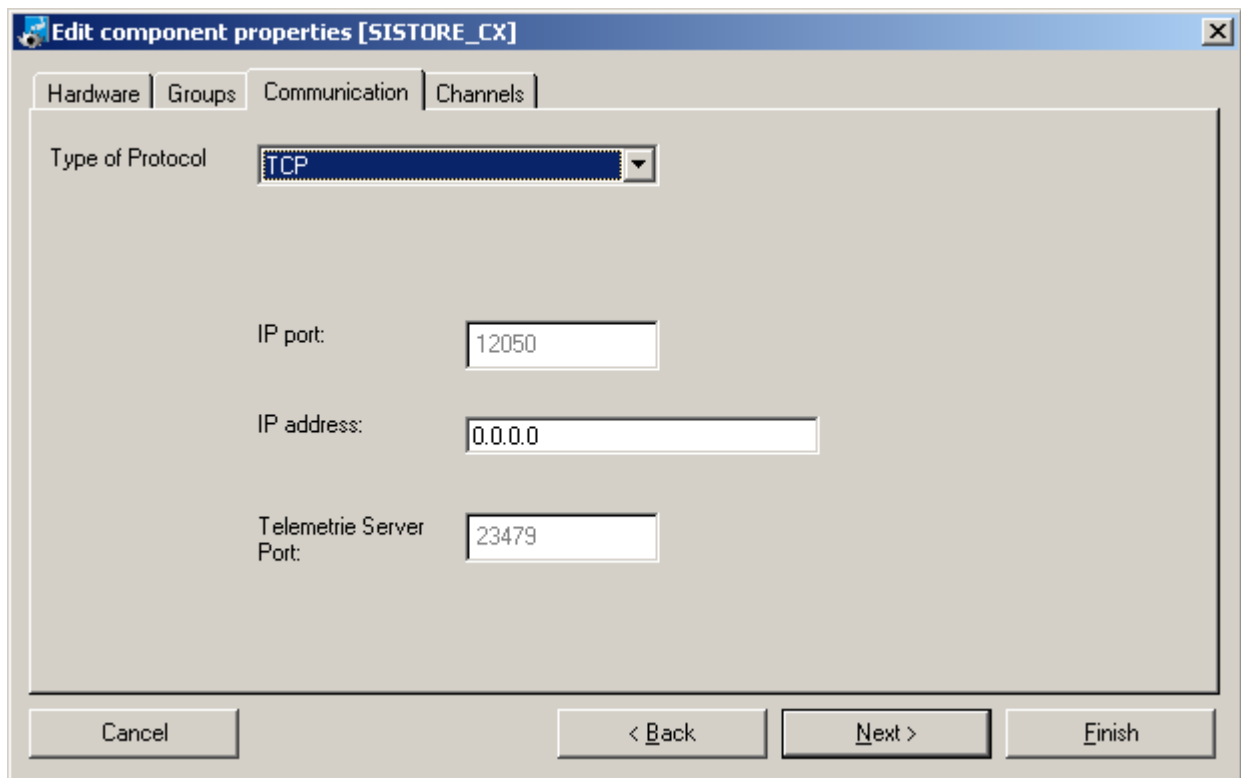 Edit component properties [SISTORE_CX]
Hardware Groups Communication Channels
Type of Protocol TCP
IP port: 12050
IP address: 0.0.0.0
Telemetrie Server
Port: 23479
Cancel < Back Next > Finish